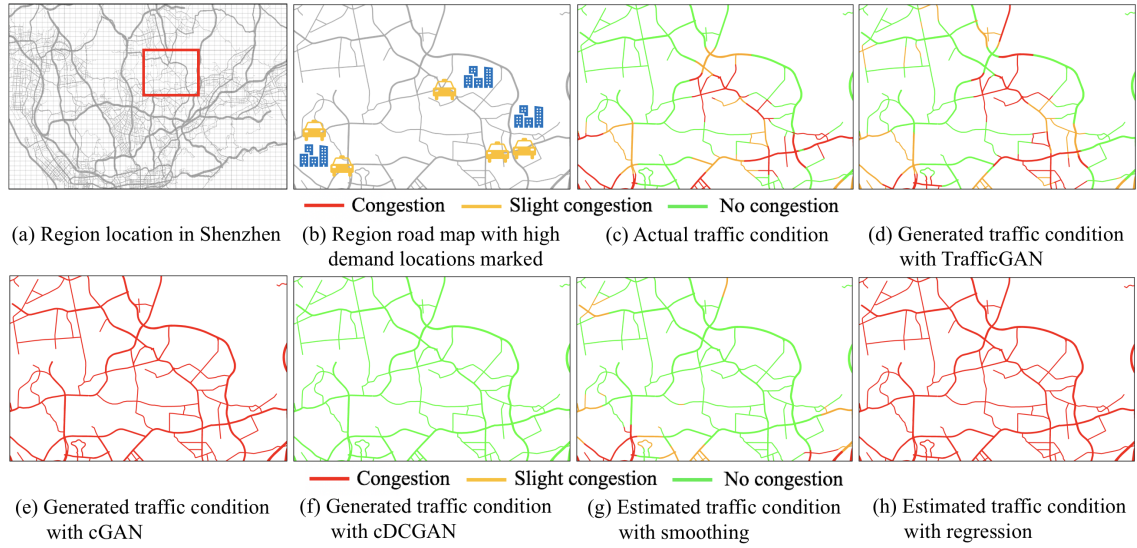 Congestion Slight congestion No congestion
(a) Region location in Shenzhen
(b) Region road map with high
demand locations marked
(c) Actual traffic condition
(d) Generated traffic condition
with TrafficGAN
Congestion Slight congestion No congestion
(e) Generated traffic condition
with cGAN
(f) Generated traffic condition
with cDCGAN
(g) Estimated traffic condition
with smoothing
(h) Estimated traffic condition
with regression